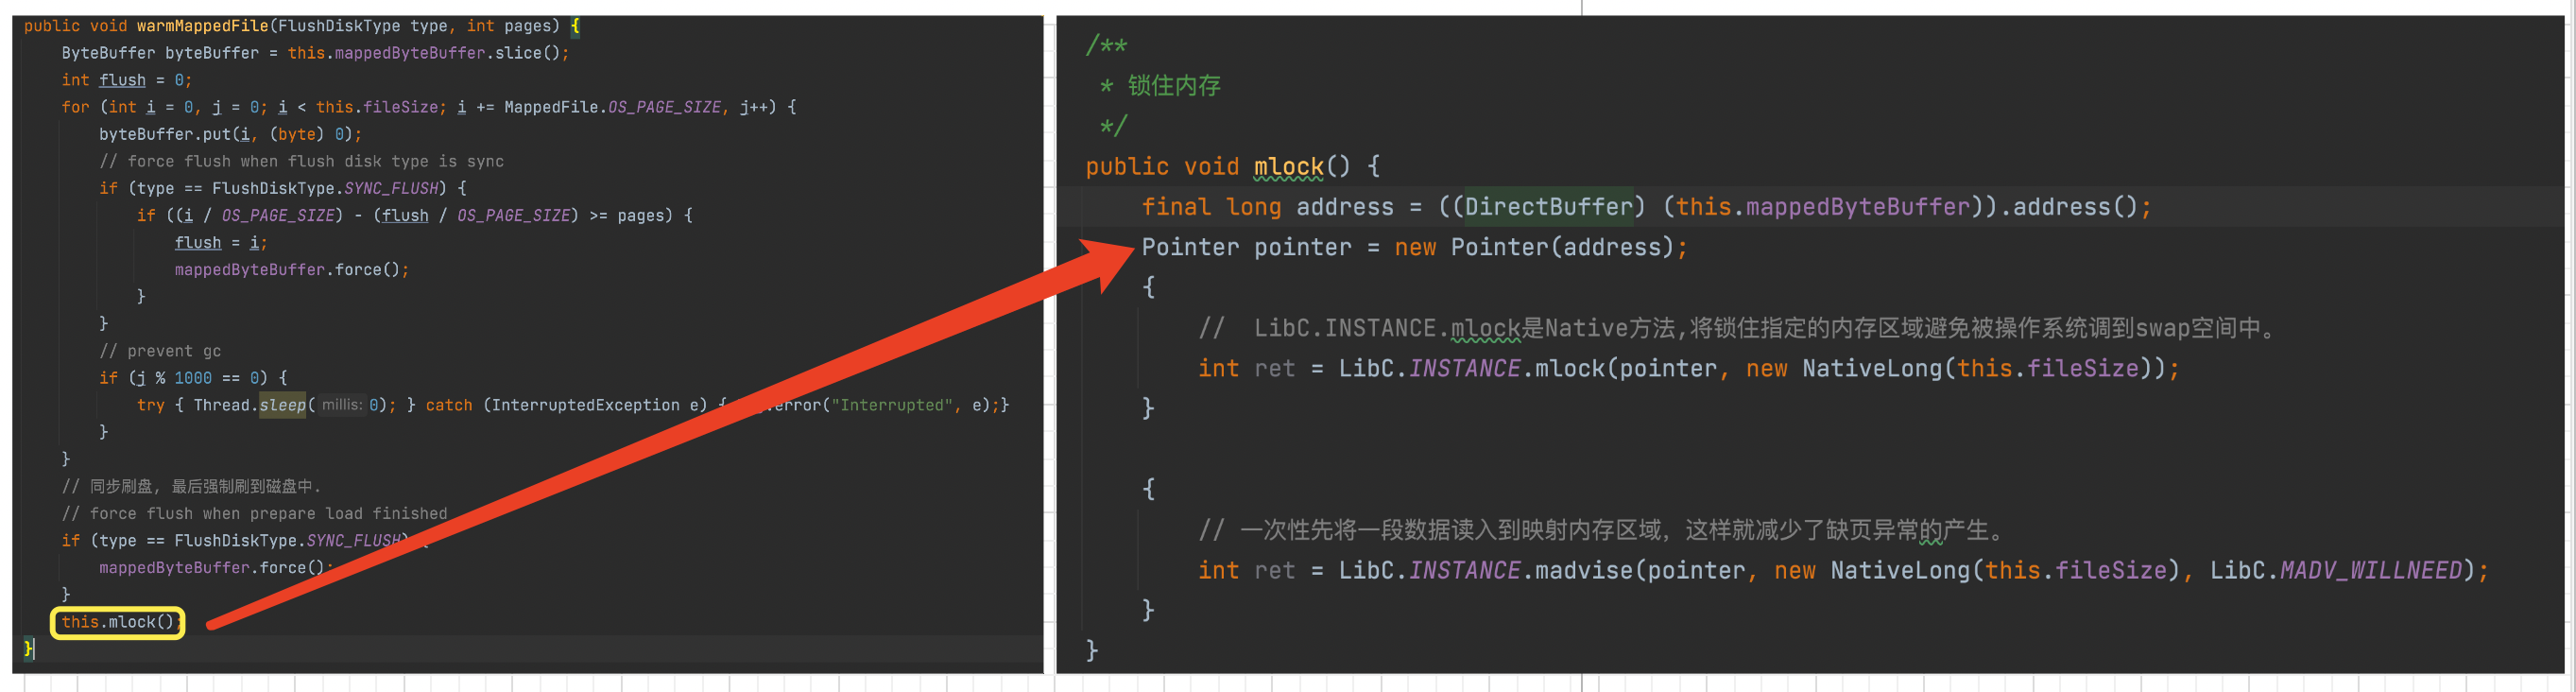 public void warmMappedFile(FlushDiskType type, int pages) {
ByteBuffer byteBuffer = this.mappedByteBuffer.slice();
int flush = 0;
for (int i = 0, j = 0; i < this.fileSize; i += MappedFile.OS_PAGE_SIZE, j++) {
byteBuffer.put(i, (byte) 0);
// force flush when flush disk type is sync
if (type == FlushDiskType.SYNC_FLUSH) {
if ((i / OS_PAGE_SIZE) - (flush / OS_PAGE_SIZE) >= pages) {
flush = i;
mappedByteBuffer.force();
}
}
// prevent gc
if (j % 1000 == 0) {
try { Thread.sleep( millis: 0); } catch (InterruptedException e) { .error("Interrupted", e);}
}
}
// 同步刷盘, 最后强制刷到磁盘中.
// force flush when prepare load finished
if (type == FlushDiskType.SYNC_FLUSH) {
mappedByteBuffer.force();
}
this.mlock();
}
/**
* 锁住内存
*/
public void mlock() {
final long address = ((DirectBuffer) (this.mappedByteBuffer)).address();
Pointer pointer = new Pointer(address);
{
// LibC.INSTANCE.mlock是Native方法,将锁住指定的内存区域避免被操作系统调到swap空间中。
int ret = LibC.INSTANCE.mlock(pointer, new NativeLong(this.fileSize));
}
{
// 一次性先将一段数据读入到映射内存区域，这样就减少了缺页异常的产生。
int ret = LibC.INSTANCE.madvise(pointer, new NativeLong(this.fileSize), LibC.MADV_WILLNEED);
}
}